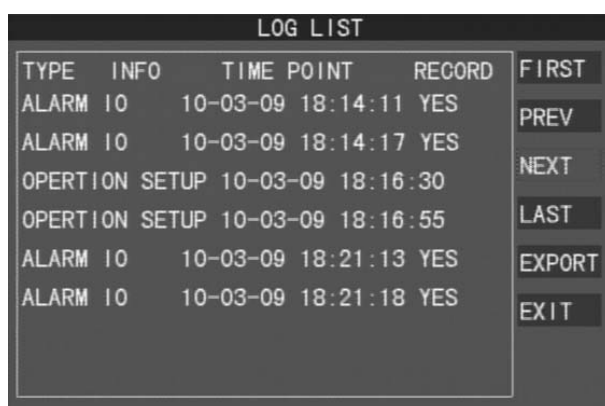 LOG LIST
TYPE INFO TIME POINT RECORD
ALARM IO 10-03-09 18:14:11 YES
ALARM IO 10-03-09 18:14:17 YES
OPERTION SETUP 10-03-09 18:16:30
OPERTION SETUP 10-03-09 18:16:55
ALARM IO 10-03-09 18:21:13 YES
ALARM IO 10-03-09 18:21:18 YES
FIRST
PREV
NEXT
LAST
EXPORT
EXIT